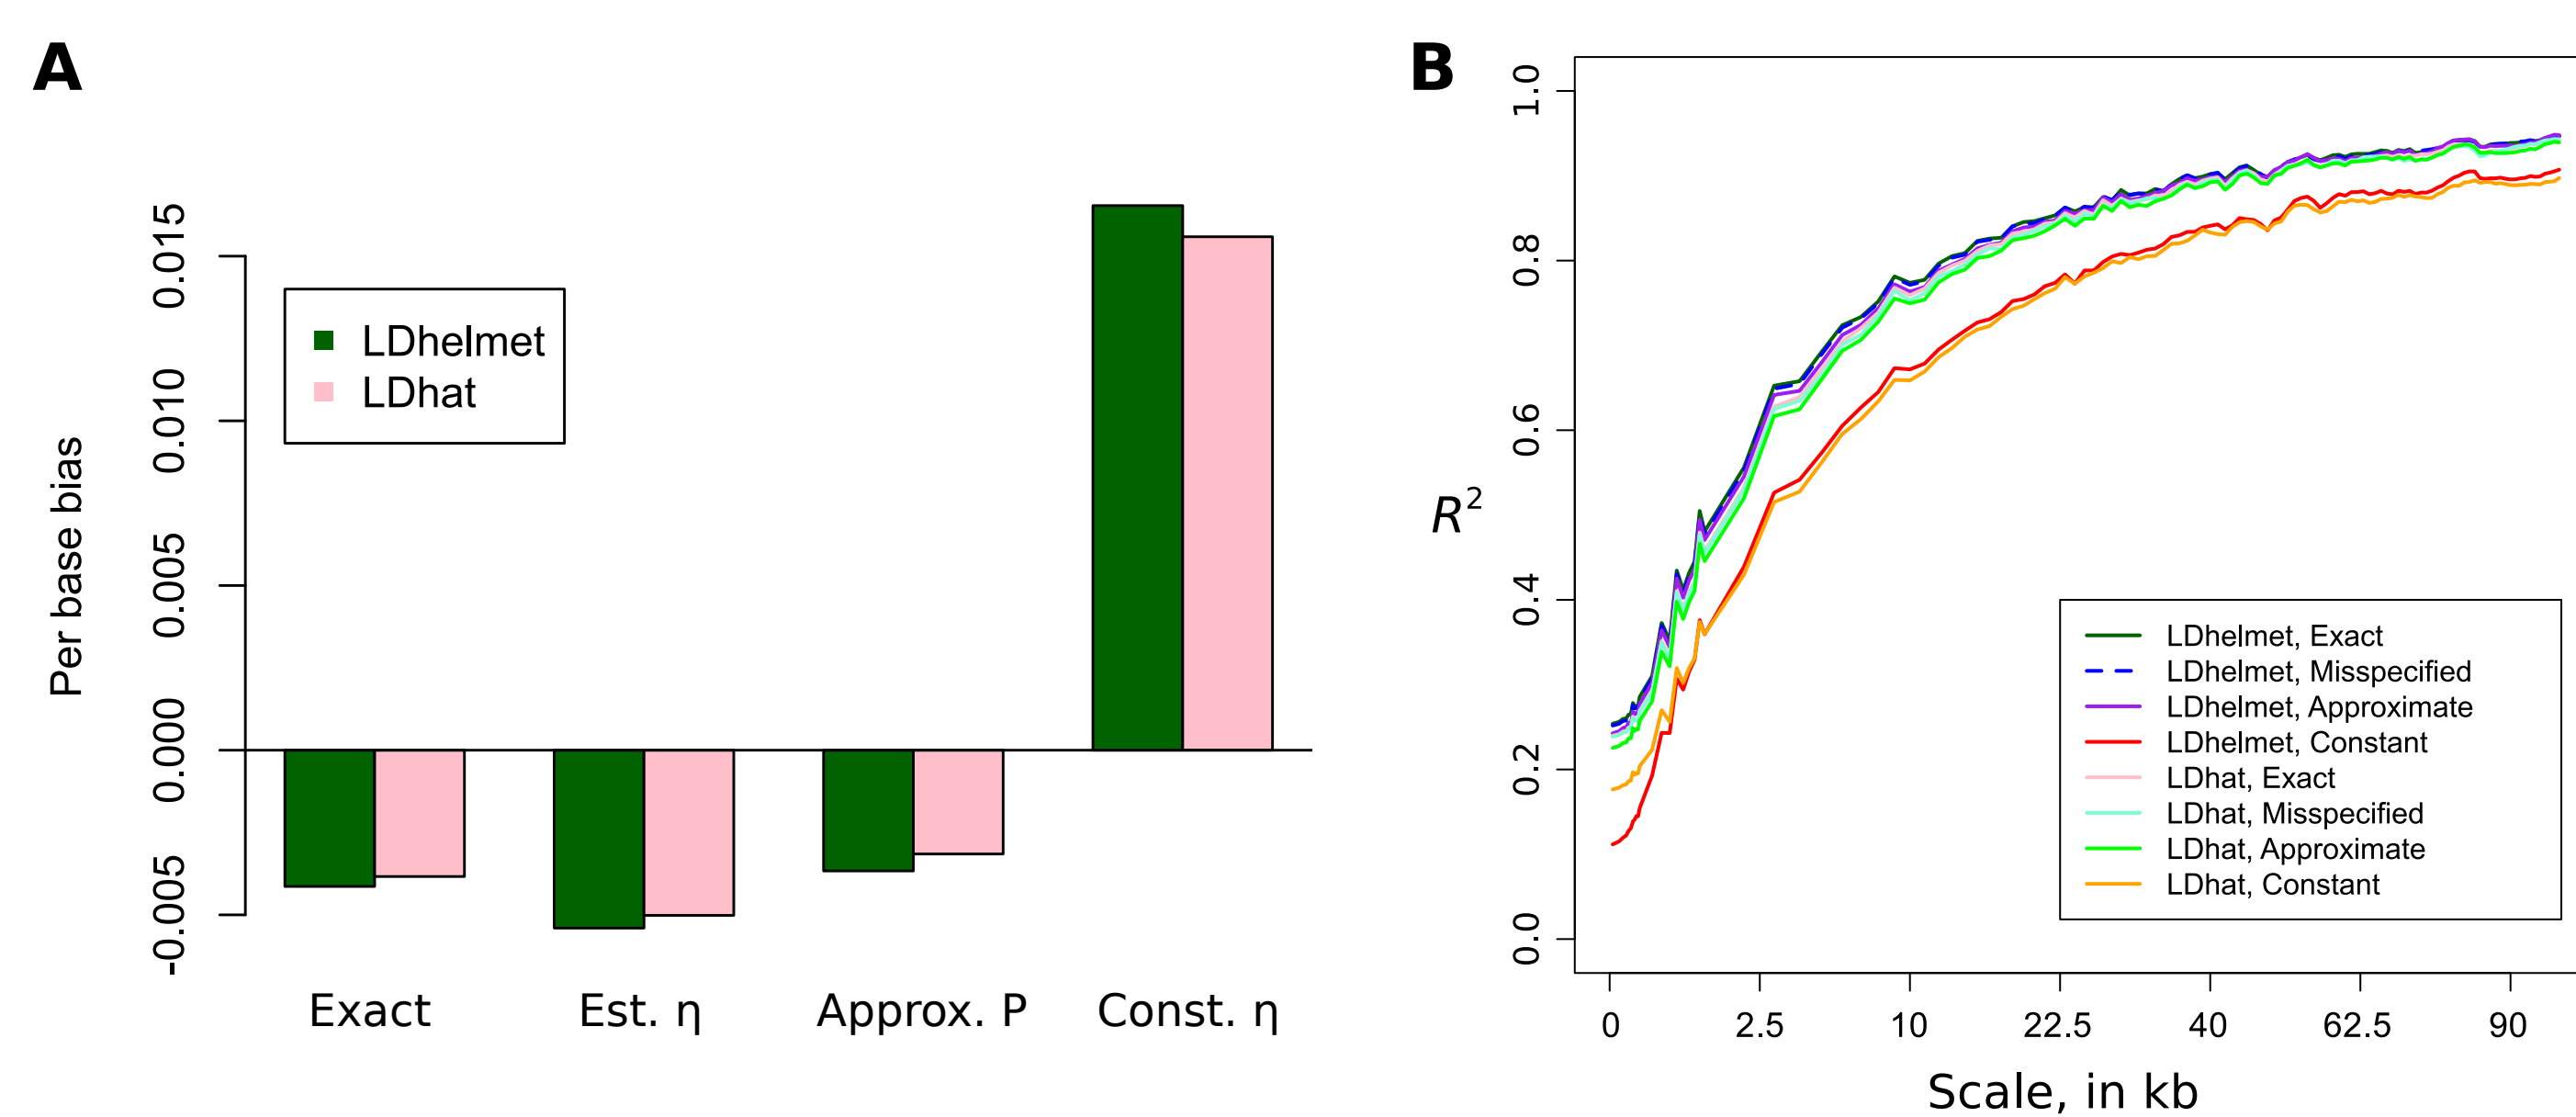 A
Per base bias
0.015
0.010
0.005
0.000
-0.005
LDhelmet
LDhat
Exact
Est. η
Approx. P
Const. η
B
R²
1.0
0.8
0.6
0.4
0.2
0.0
LDhelmet, Exact
LDhelmet, Misspecified
LDhelmet, Approximate
LDhelmet, Constant
LDhat, Exact
LDhat, Misspecified
LDhat, Approximate
LDhat, Constant
0 2.5 10 22.5 40 62.5 90
Scale, in kb